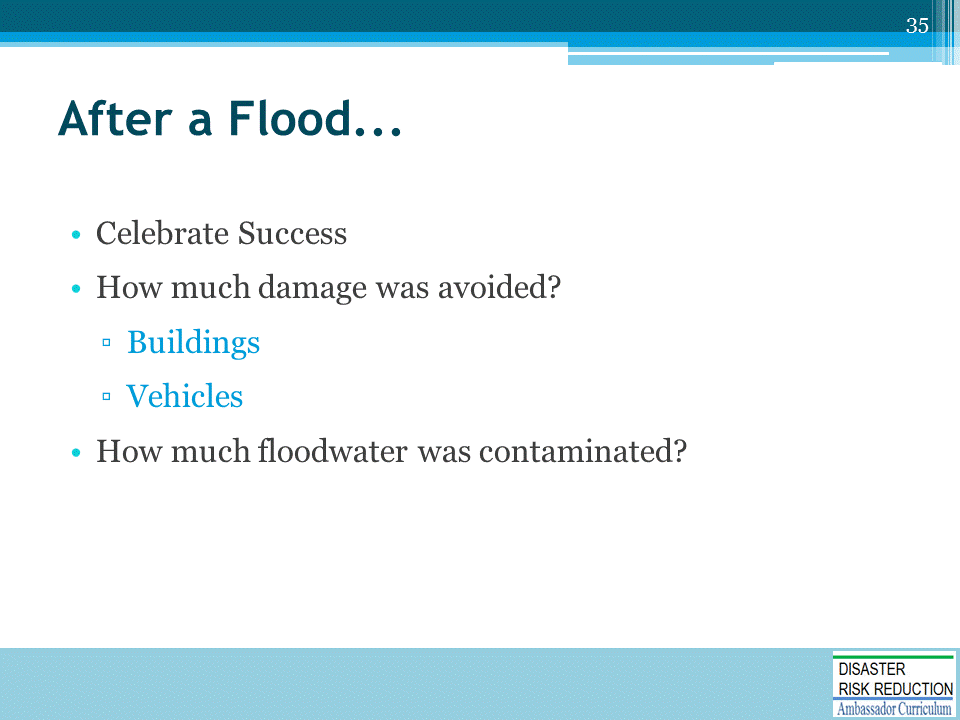 35
After a Flood...
• Celebrate Success
• How much damage was avoided?
▫ Buildings
▫ Vehicles
• How much floodwater was contaminated?
DISASTER
RISK REDUCTION
Ambassador Curriculum